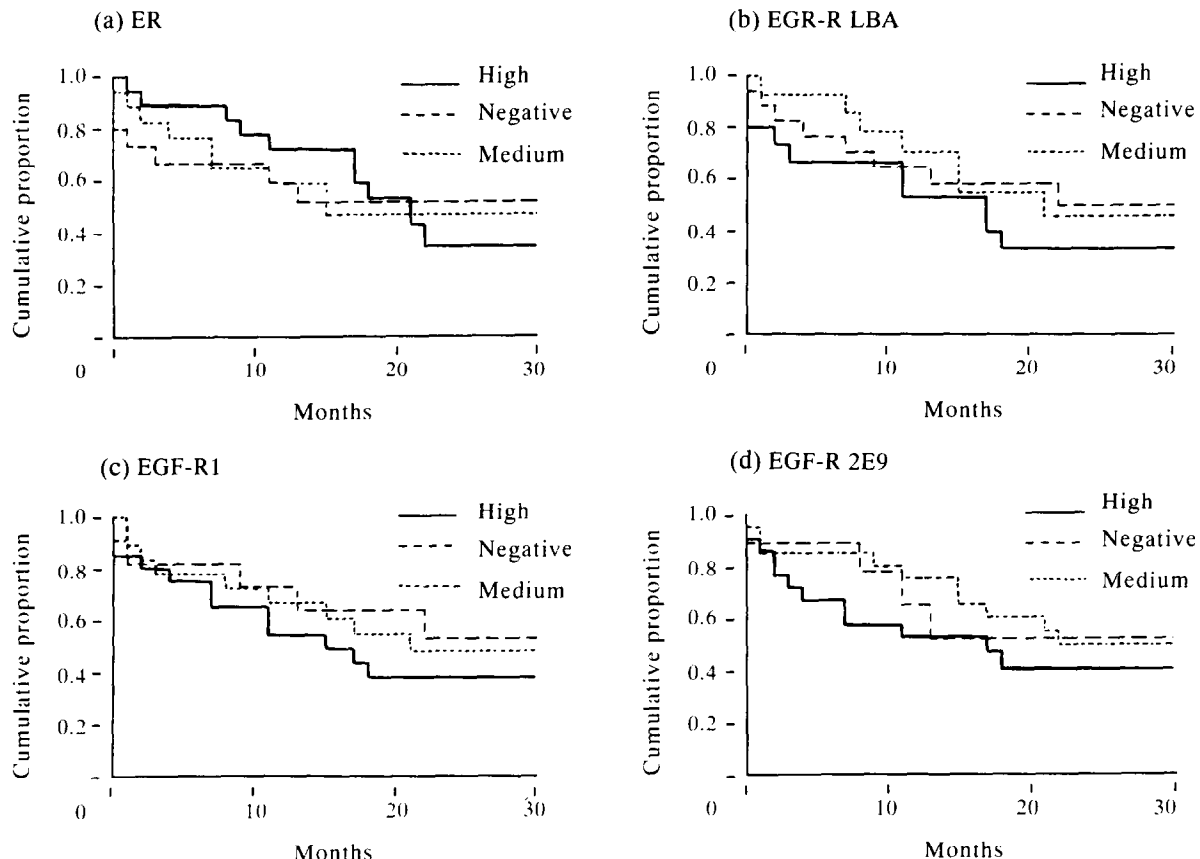 (a) ER
1.0
0.8
0.6
0.4
0.2
0
10
20
30
Cumulative proportion
Months
High
Negative
Medium
(b) EGR-R LBA
1.0
0.8
0.6
0.4
0.2
0
10
20
30
Cumulative proportion
Months
High
Negative
Medium
(c) EGF-R1
1.0
0.8
0.6
0.4
0.2
0
10
20
30
Cumulative proportion
Months
High
Negative
Medium
(d) EGF-R 2E9
1.0
0.8
0.6
0.4
0.2
0
10
20
30
Cumulative proportion
Months
High
Negative
Medium